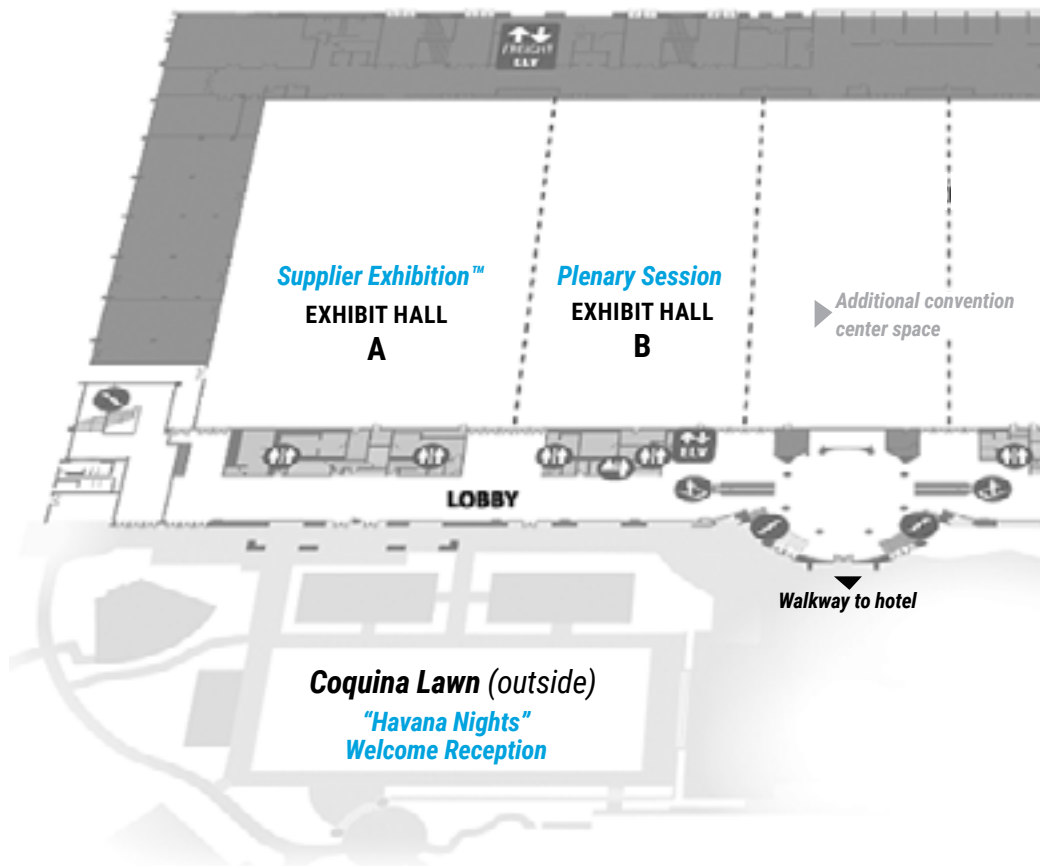 FREIGHT
ELV
Supplier Exhibition™
EXHIBIT HALL
A
Plenary Session
EXHIBIT HALL
B
Additional convention
center space
ELV
LOBBY
Walkway to hotel
Coquina Lawn (outside)
“Havana Nights”
Welcome Reception